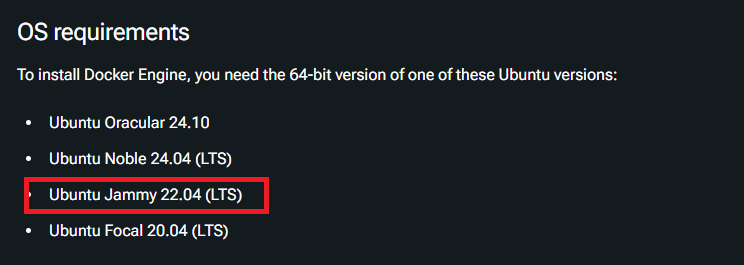 OS requirements
To install Docker Engine, you need the 64-bit version of one of these Ubuntu versions:
• Ubuntu Oracular 24.10
• Ubuntu Noble 24.04 (LTS)
• Ubuntu Jammy 22.04 (LTS)
• Ubuntu Focal 20.04 (LTS)